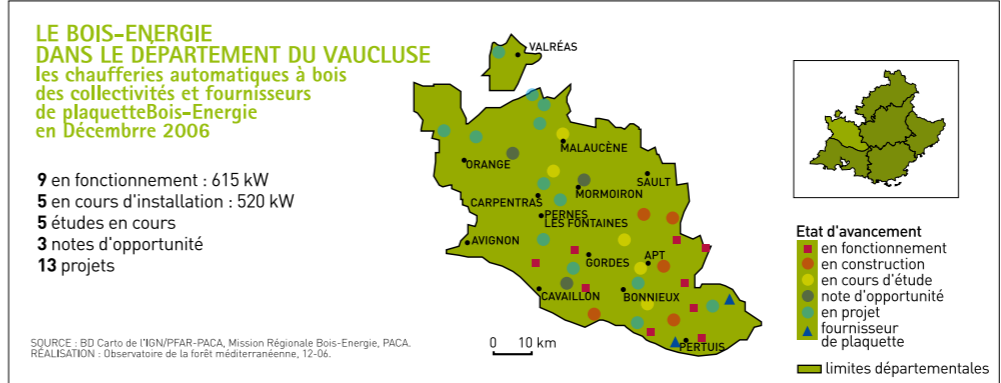 LE BOIS-ENERGIE
DANS LE DÉPARTEMENT DU VAUCLUSE
les chaufferies automatiques à bois
des collectivités et fournisseurs
de plaquetteBois-Energie
en Décembrre 2006
9 en fonctionnement : 615 kW
5 en cours d'installation : 520 kW
5 études en cours
3 notes d'opportunité
13 projets
SOURCE : BD Carto de l'IGN/PFAR-PACA, Mission Régionale Bois-Energie, PACA.
RÉALISATION : Observatoire de la forêt méditerranéenne, 12-06.
VALRÉAS
MALAUCÈNE
ORANGE
SAULT
MORMOIRON
CARPENTRAS
PERNES
LES FONTAINES
AVIGNON
GORDES
APT
CAVAILLON
BONNIEUX
PERTUIS
0 10 km
Etat d'avancement
en fonctionnement
en construction
en cours d'étude
note d'opportunité
en projet
fournisseur
de plaquette
limites départementales